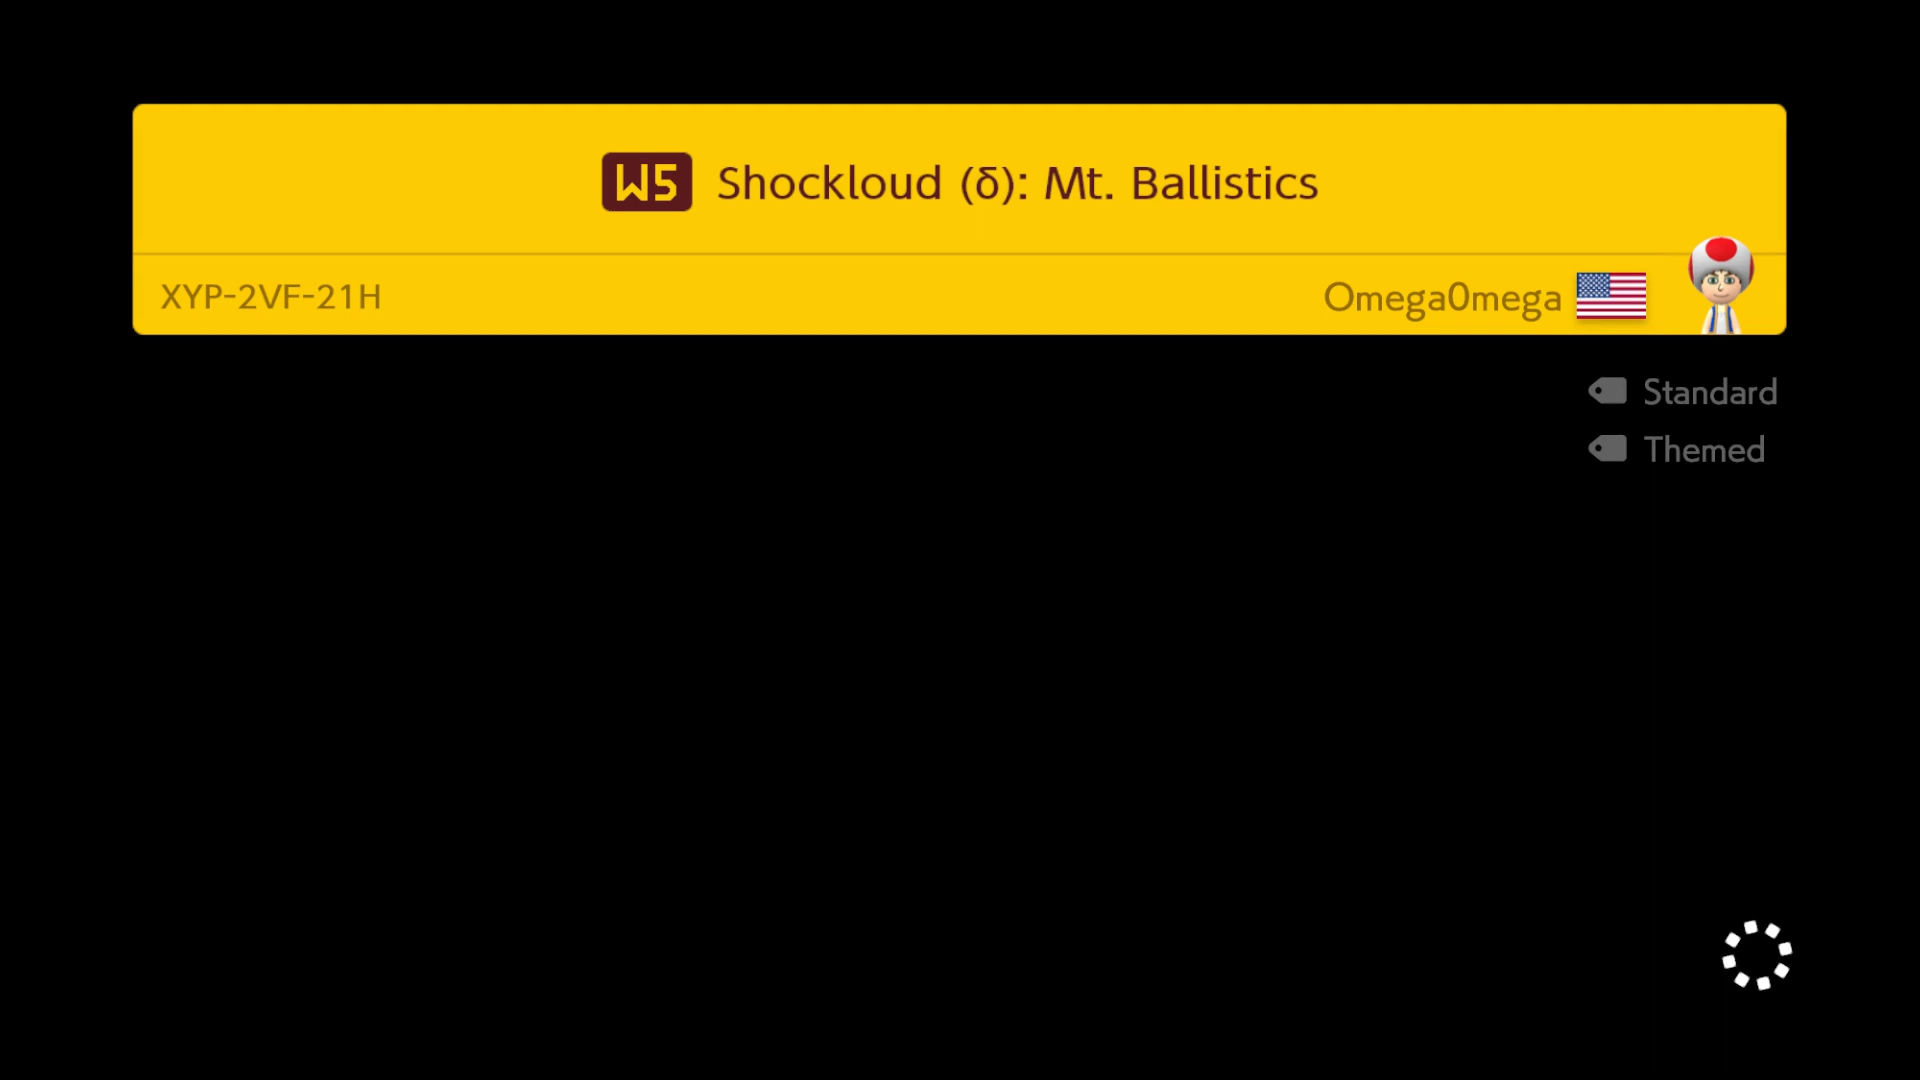 W5 Shockloud (δ): Mt. Ballistics
XYP-2VF-21H
Omega0mega
Standard
Themed